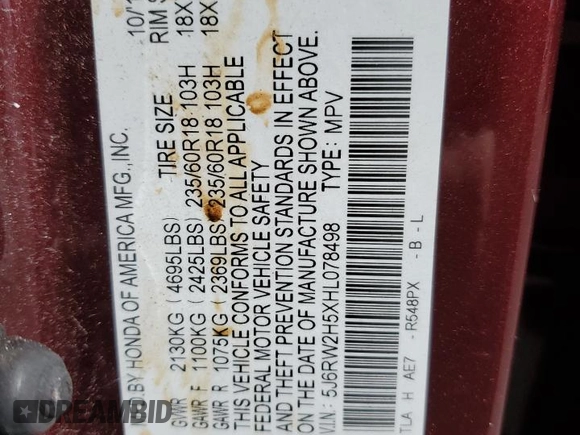 10/
BY HONDA OF AMERICA MFG.,INC.
RIM S
TIRE SIZE
GVWR 2130KG ( 4695LBS)
GAWR F 1100KG ( 2425LBS) 235/60R18 103H 18X
GAWR R 1075KG ( 2369LBS) 235/60R18 103H 18X
THIS VEHICLE CONFORMS TO ALL APPLICABLE
FEDERAL MOTOR VEHICLE SAFETY
AND THEFT PREVENTION STANDARDS IN EFFECT
ON THE DATE OF MANUFACTURE SHOWN ABOVE.
V.I.N: 5J6RW2H5XHL078498 TYPE: MPV
TLA H AE7 - R548PX - B - L
DREAMBID